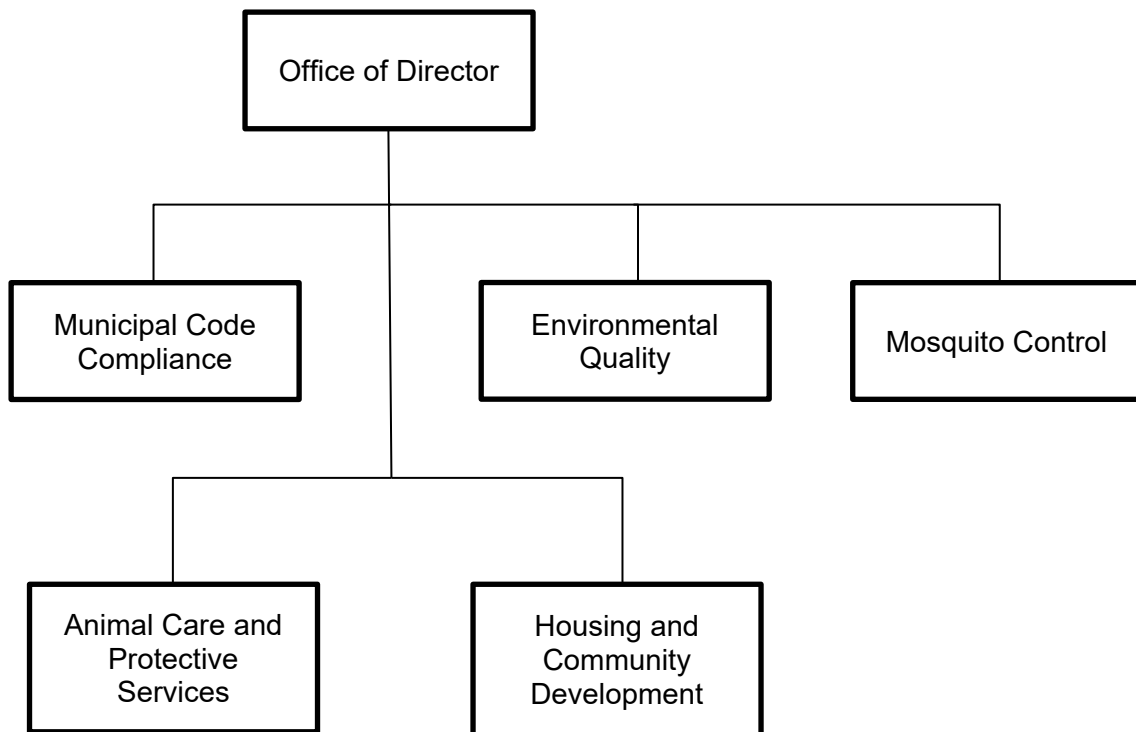 Office of Director
Municipal Code
Compliance
Environmental
Quality
Mosquito Control
Animal Care and
Protective
Services
Housing and
Community
Development